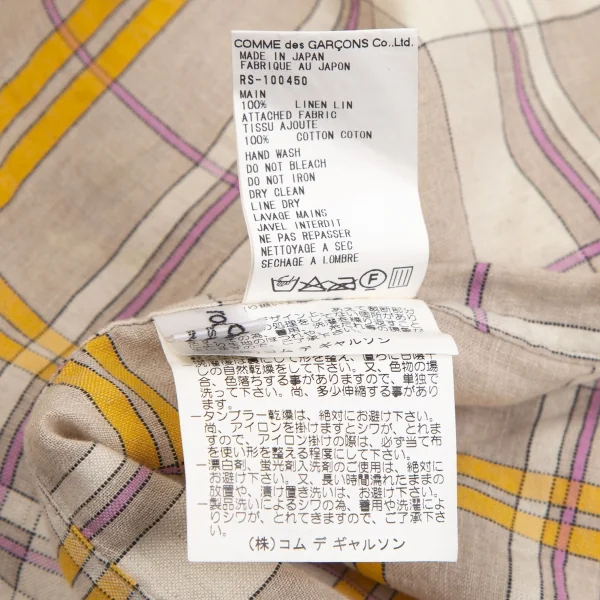 COMME des GARÇONS Co.,Ltd.
MADE IN JAPAN
FABRIQUE AU JAPON
RS-100450
MAIN
100% LINEN LIN
ATTACHED FABRIC
TISSU AJOUTE
100% COTTON COTON
HAND WASH
DO NOT BLEACH
DO NOT IRON
DRY CLEAN
LINE DRY
LAVAGE MAINS
JAVEL INTERDIT
NE PAS REPASSER
NETTOYAGE A SEC
SECHAGE A LOMBRE
F
コム デ ギャルソン
しの自然乾燥をして下さい。又、色物の場
合、色落ちする事がありますので、単独で
洗って下さい。尚、多少伸縮する事があり
ます。
−タンブラー乾燥は、絶対にお避け下さい。
尚、アイロンを掛けますとシワが、とれま
すので、アイロン掛けの際は、必ず当て布
を使い形を整える程度にして下さい。
−漂白剤、蛍光剤入洗剤のご使用は、絶対に
お避け下さい。又、長い時間濡れたままの
放置や、漬け置き洗いはお避け下さい。
−製品洗いによるシワの為、着用や洗濯によ
りシワが、とれてきますので、ご了承下さ
い。
(株)コム デ ギャルソン